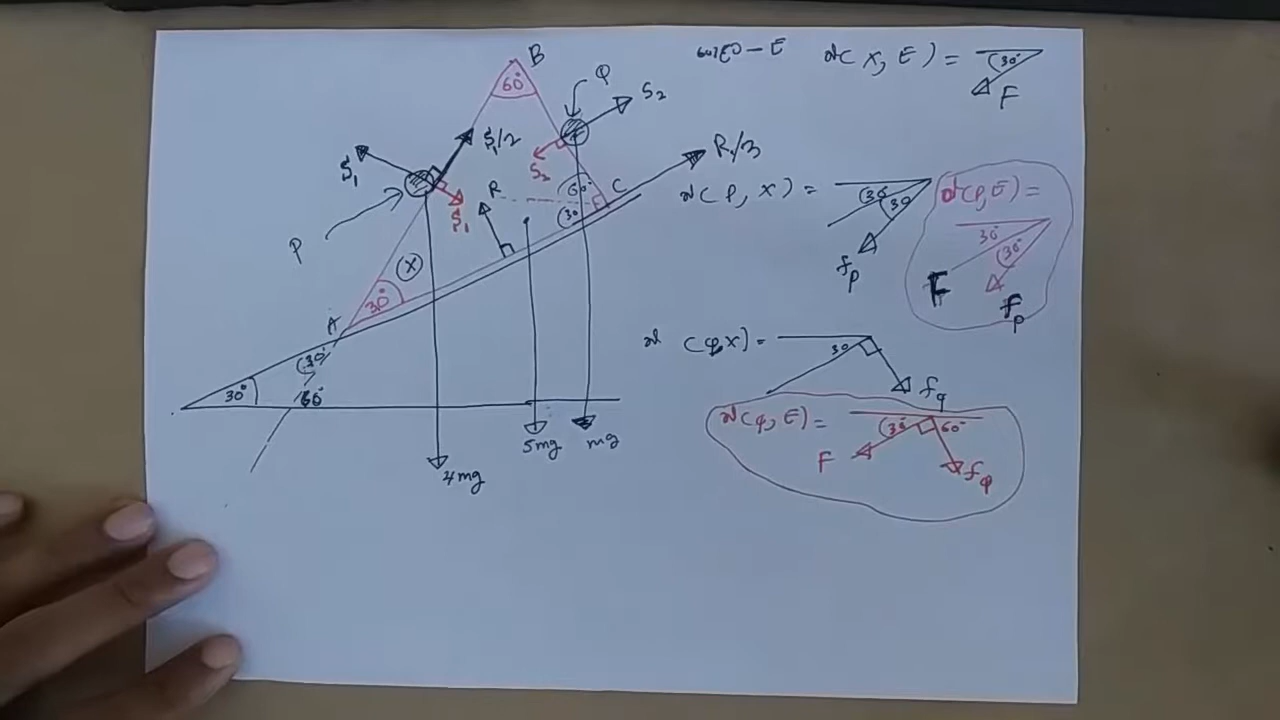 B
60°
Q
S₂
S₁
S₁/2
S₂
R/3
P
R
60°
C
30
S₁
X
30°
A
30
30°
60°
4mg
5mg
mg
(x, E) =
30°
F
(P, X) =
30
30
fp
(P, E) =
30°
30°
F
fp
(φ,X) =
30
fφ
(φ, E) =
30°
60°
F
fφ